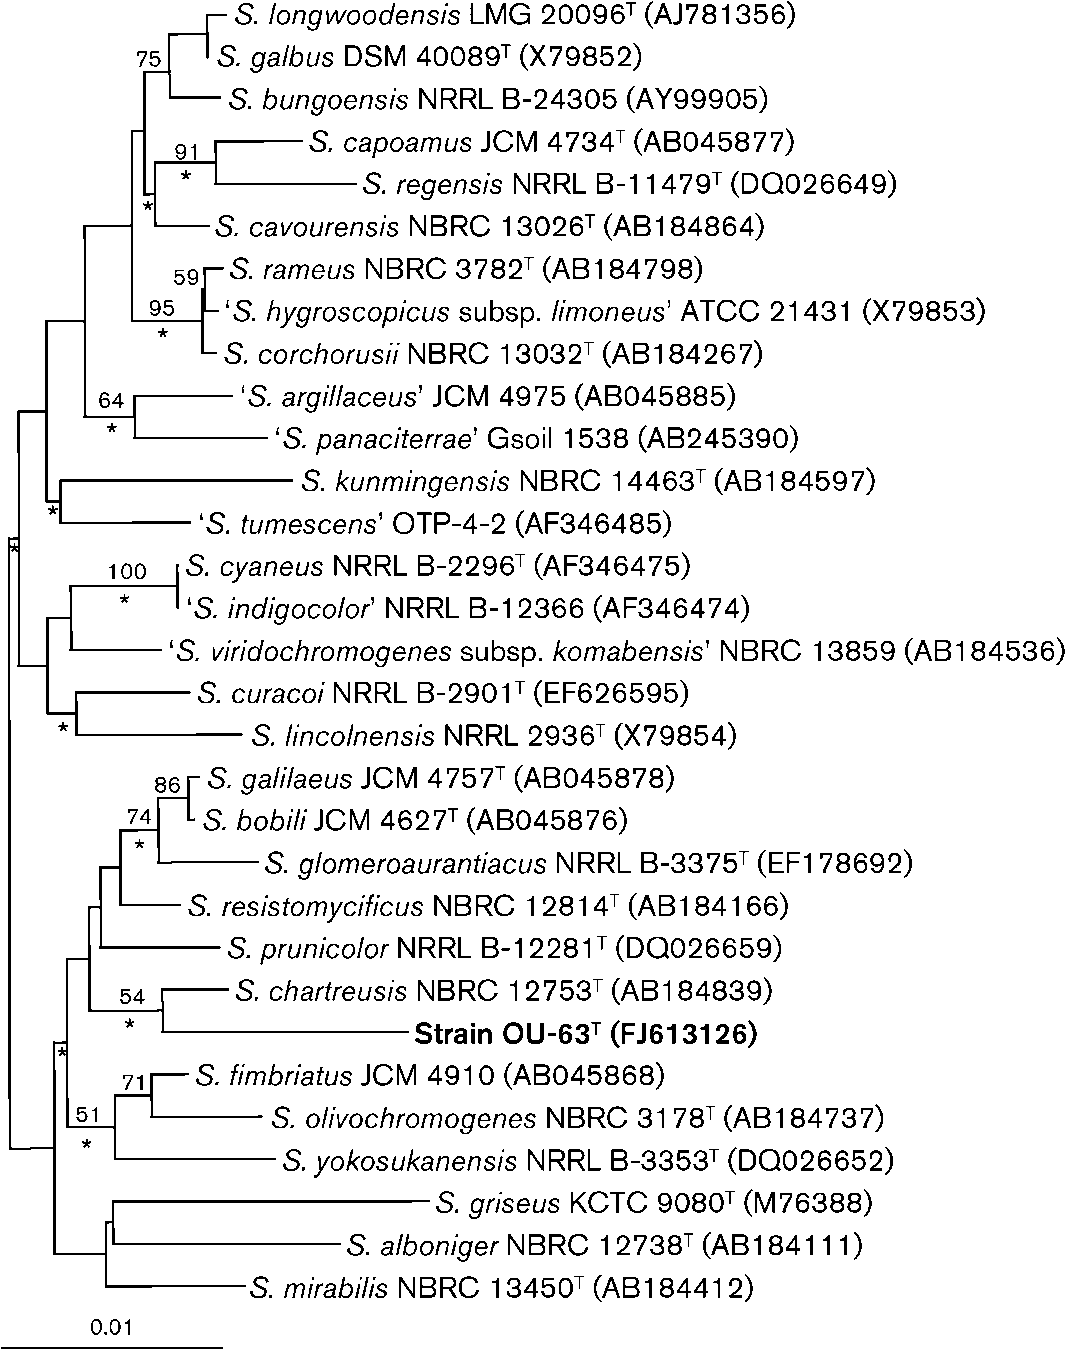 S. longwoodensis LMG 20096ᵀ (AJ781356)
S. galbus DSM 40089ᵀ (X79852)
75
S. bungoensis NRRL B-24305 (AY99905)
S. capoamus JCM 4734ᵀ (AB045877)
91
*
S. regensis NRRL B-11479ᵀ (DQ026649)
*
S. cavourensis NBRC 13026ᵀ (AB184864)
S. rameus NBRC 3782ᵀ (AB184798)
59
95
'S. hygroscopicus subsp. limoneus' ATCC 21431 (X79853)
*
S. corchorusii NBRC 13032ᵀ (AB184267)
'S. argillaceus' JCM 4975 (AB045885)
64
*
'S. panaciterrae' Gsoil 1538 (AB245390)
S. kunmingensis NBRC 14463ᵀ (AB184597)
*
'S. tumescens' OTP-4-2 (AF346485)
*
S. cyaneus NRRL B-2296ᵀ (AF346475)
100
*
'S. indigocolor' NRRL B-12366 (AF346474)
'S. viridochromogenes subsp. komabensis' NBRC 13859 (AB184536)
S. curacoi NRRL B-2901ᵀ (EF626595)
*
S. lincolnensis NRRL 2936ᵀ (X79854)
S. galilaeus JCM 4757ᵀ (AB045878)
86
S. bobili JCM 4627ᵀ (AB045876)
74
*
S. glomeroaurantiacus NRRL B-3375ᵀ (EF178692)
S. resistomycificus NBRC 12814ᵀ (AB184166)
S. prunicolor NRRL B-12281ᵀ (DQ026659)
S. chartreusis NBRC 12753ᵀ (AB184839)
54
*
Strain OU-63ᵀ (FJ613126)
*
S. fimbriatus JCM 4910 (AB045868)
71
S. olivochromogenes NBRC 3178ᵀ (AB184737)
51
*
S. yokosukanensis NRRL B-3353ᵀ (DQ026652)
S. griseus KCTC 9080ᵀ (M76388)
S. alboniger NBRC 12738ᵀ (AB184111)
S. mirabilis NBRC 13450ᵀ (AB184412)
0.01